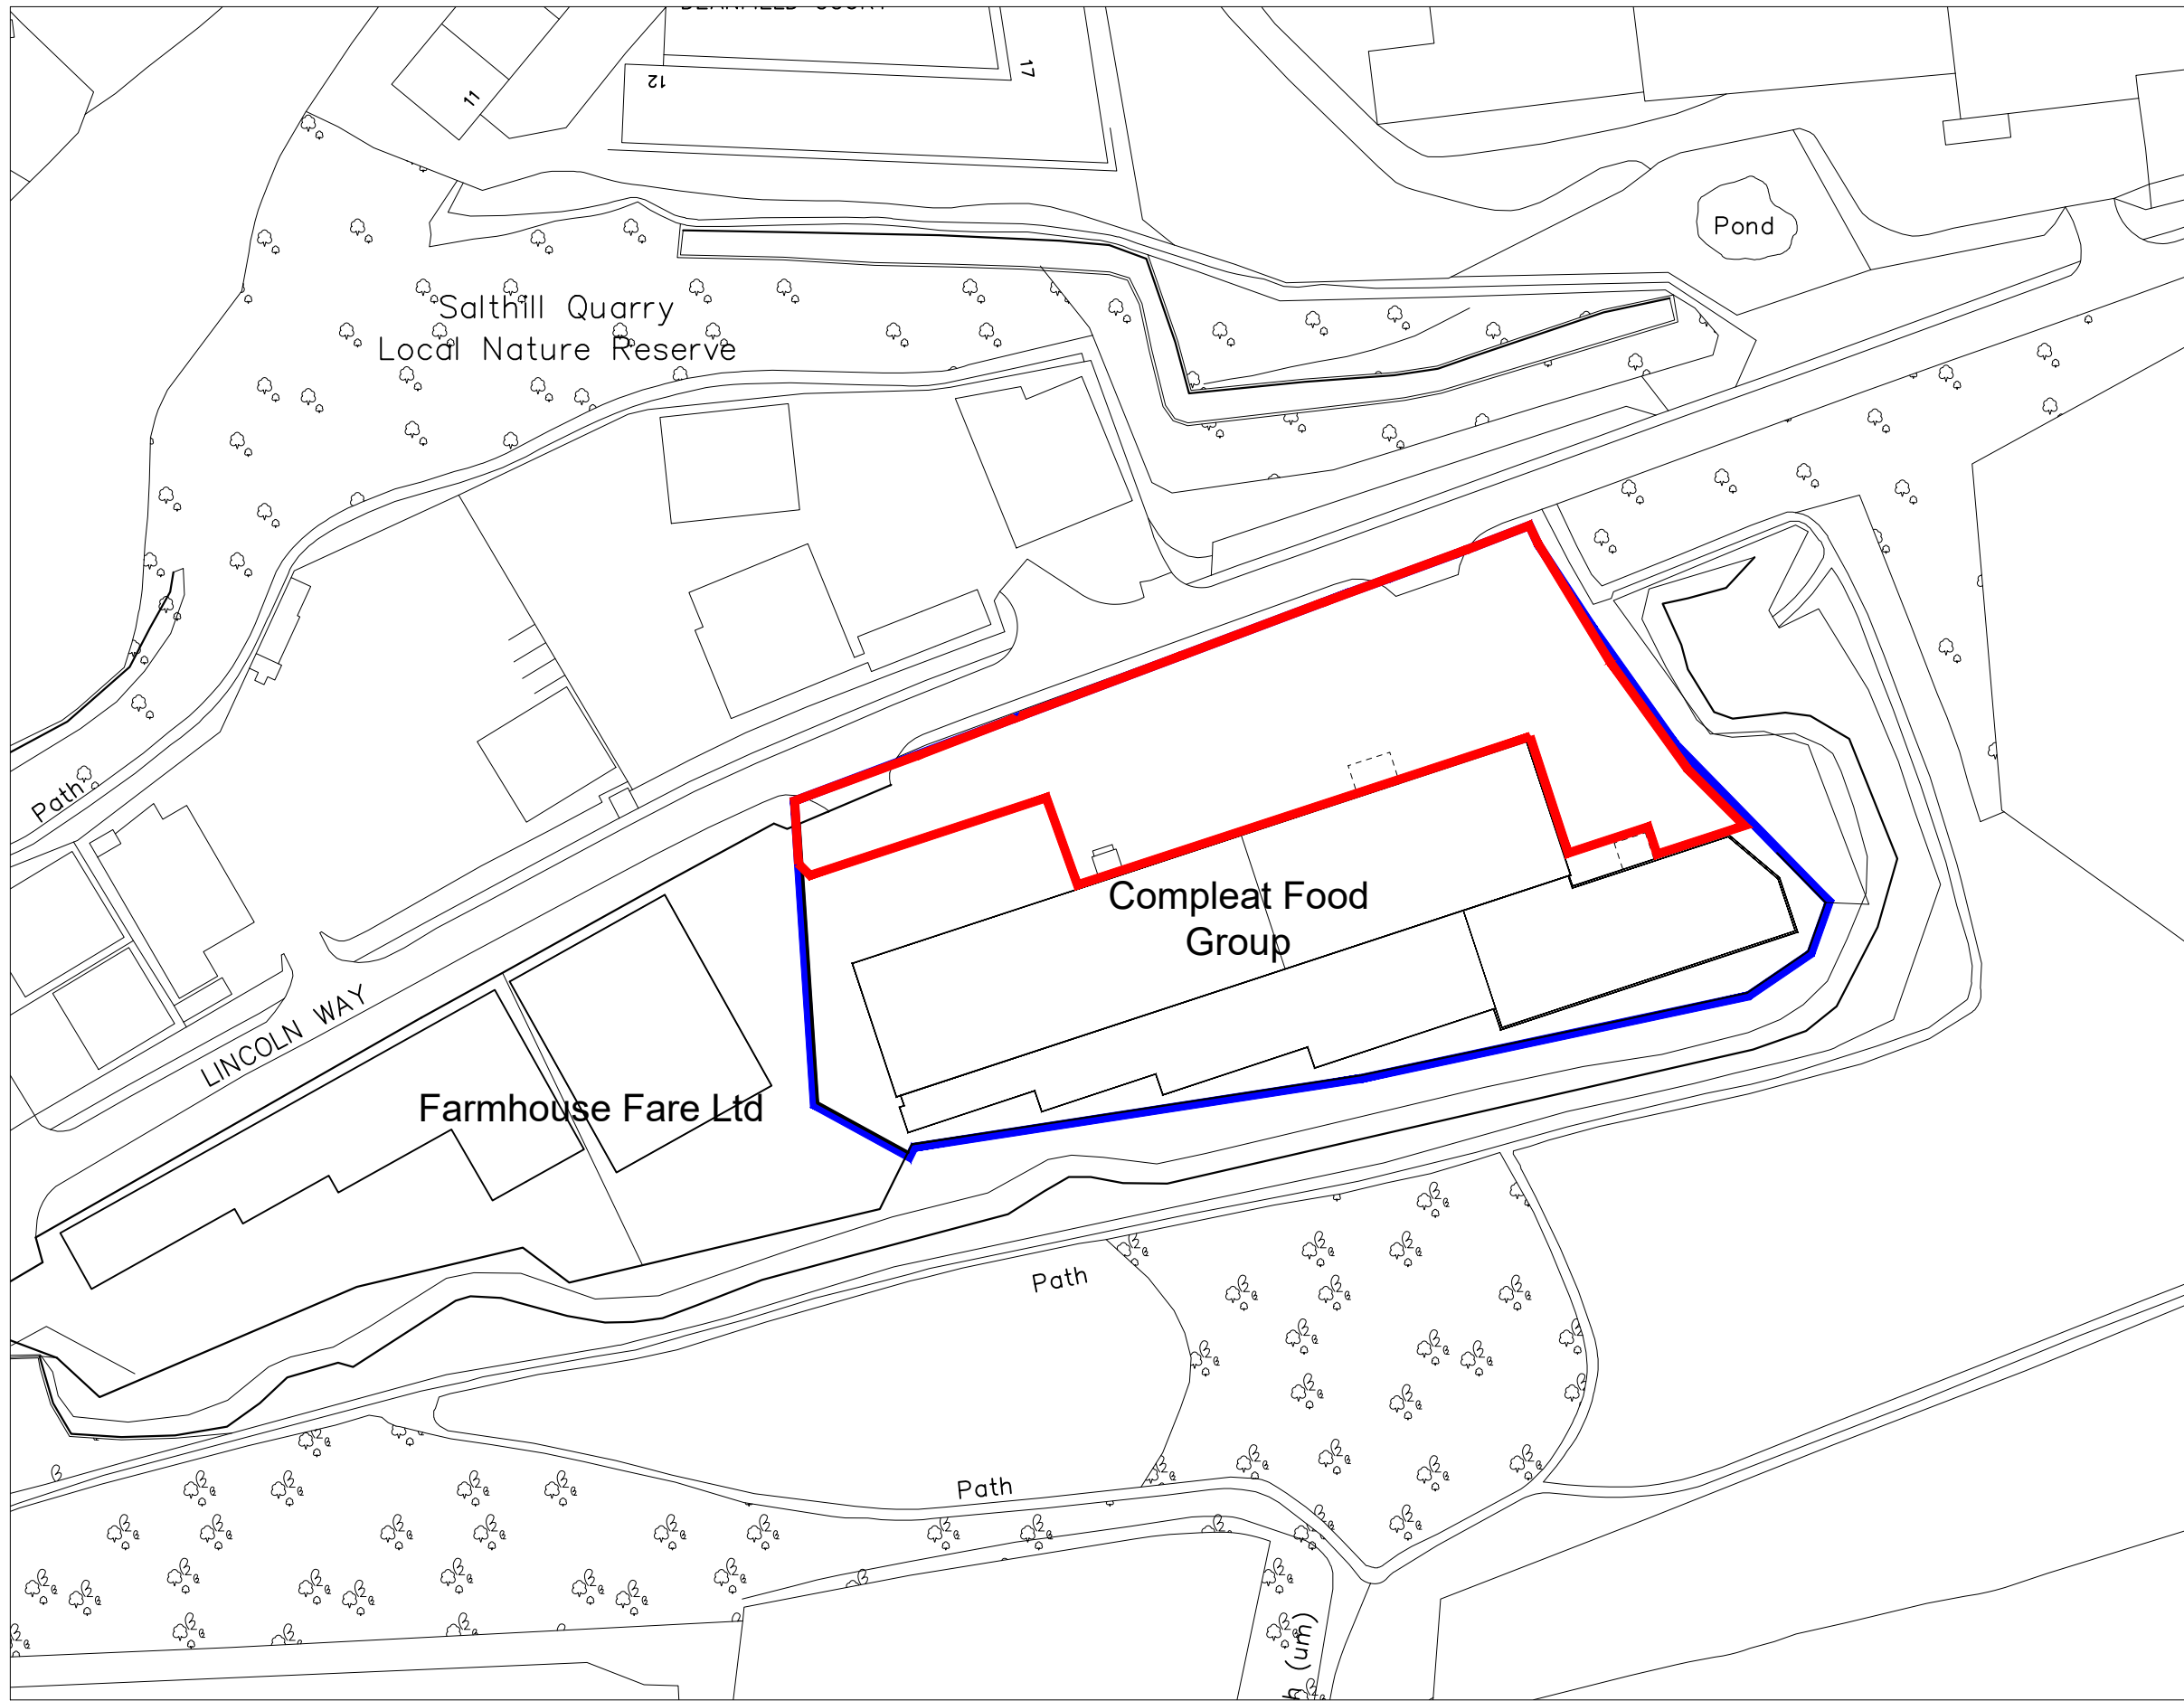 11
12
17
Pond
Salthill Quarry
Local Nature Reserve
Path
Compleat Food
Group
LINCOLN WAY
Farmhouse Fare Ltd
Path
Path
(um)